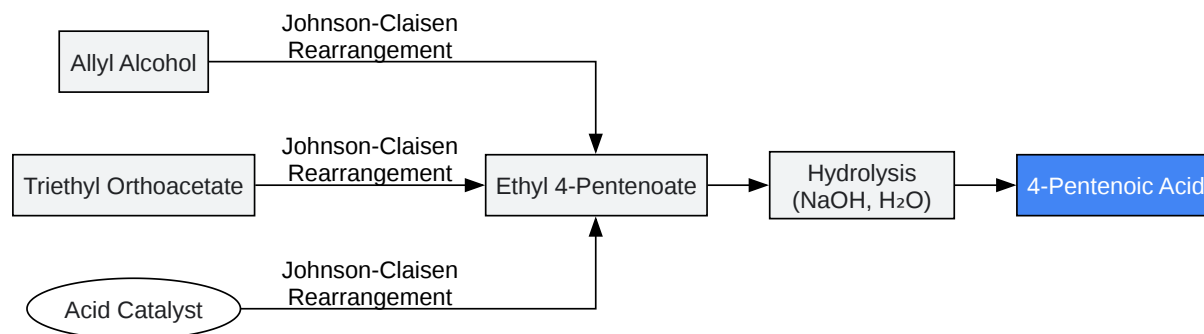 Johnson-Claisen
Rearrangement
Allyl Alcohol
Johnson-Claisen
Rearrangement
Triethyl Orthoacetate
Ethyl 4-Pentenoate
Hydrolysis
(NaOH, H₂O)
4-Pentenoic Acid
Johnson-Claisen
Rearrangement
Acid Catalyst